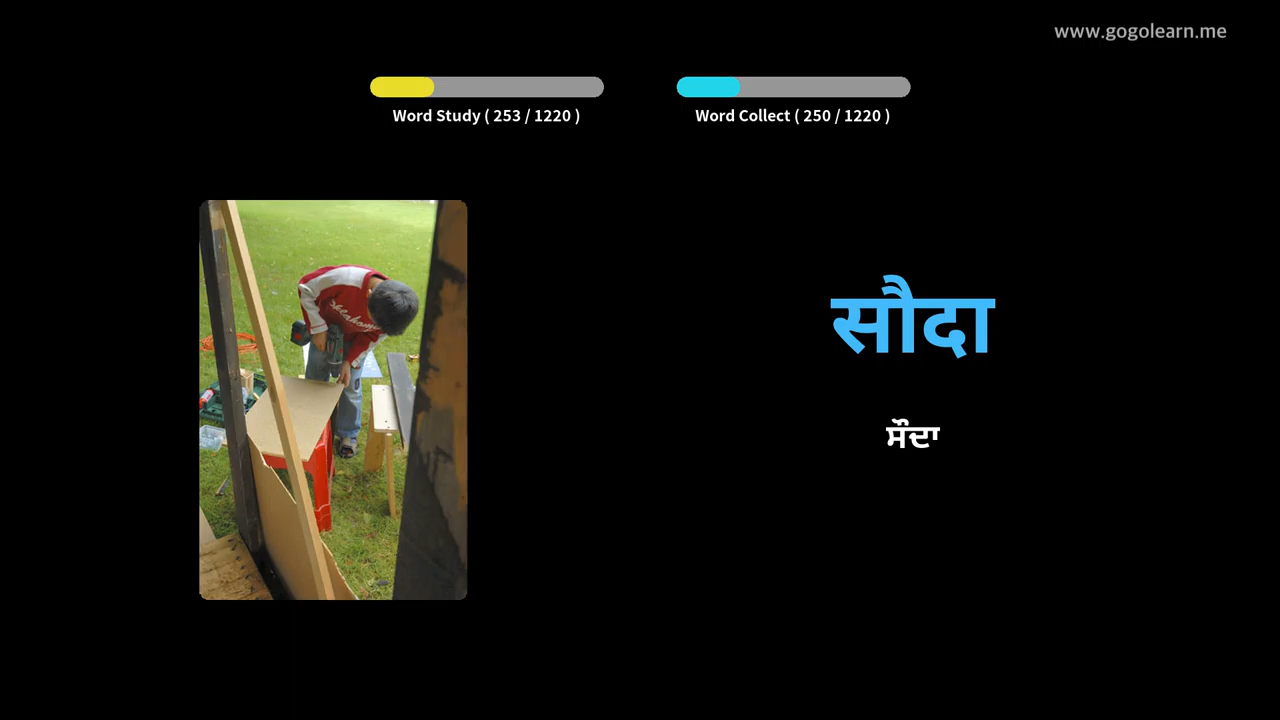 www.gogolearn.me
Word Study ( 253 / 1220 )
Word Collect ( 250 / 1220 )
सौदा
ਸੌਦਾ